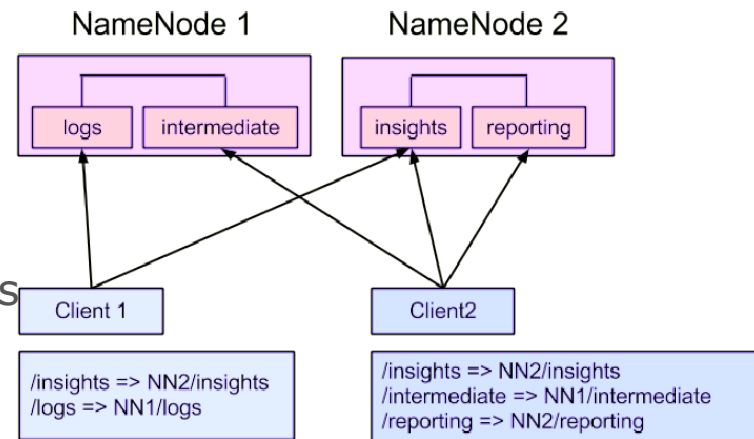 NameNode 1
NameNode 2
logs
intermediate
insights
reporting
s
Client 1
Client2
/insights => NN2/insights
/logs => NN1/logs
/insights => NN2/insights
/intermediate => NN1/intermediate
/reporting => NN2/reporting